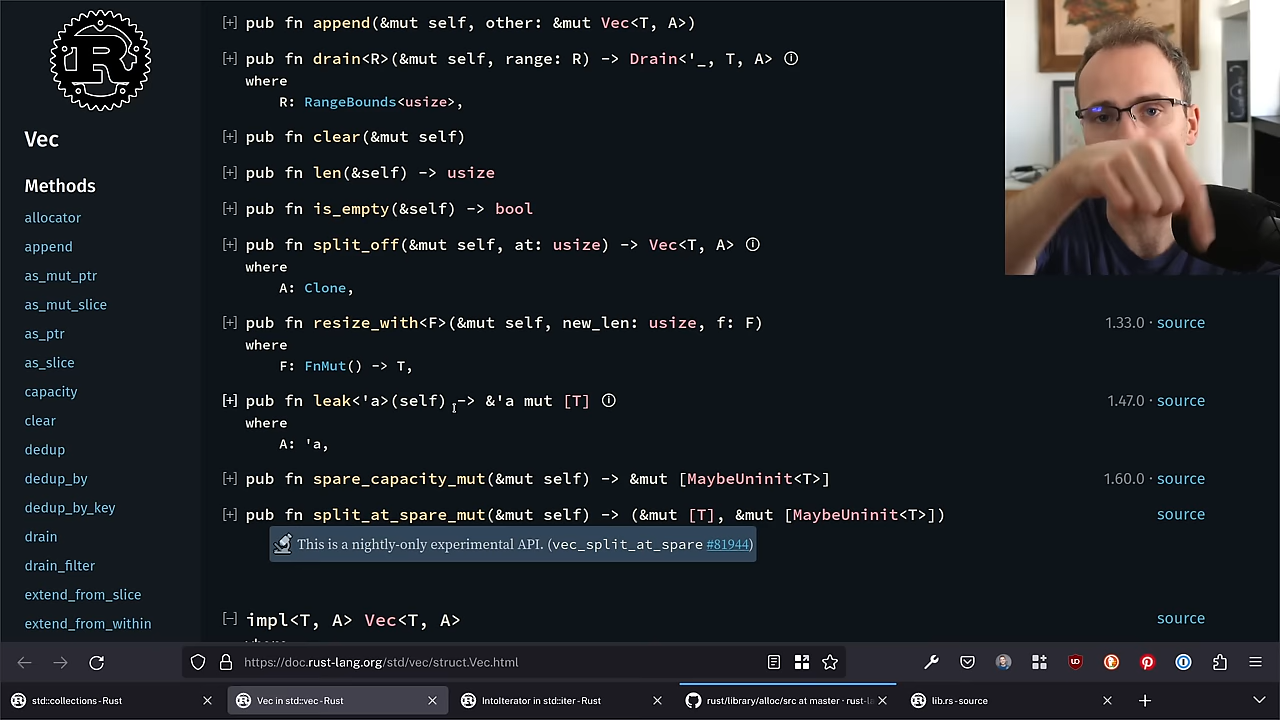 [+] pub fn append(&mut self, other: &mut Vec<T, A>)
[+] pub fn drain<R>(&mut self, range: R) -> Drain<'_, T, A> ⓘ
where
R: RangeBounds<usize>,
[+] pub fn clear(&mut self)
[+] pub fn len(&self) -> usize
[+] pub fn is_empty(&self) -> bool
[+] pub fn split_off(&mut self, at: usize) -> Vec<T, A> ⓘ
where
A: Clone,
[+] pub fn resize_with<F>(&mut self, new_len: usize, f: F) 1.33.0 · source
where
F: FnMut() -> T,
[+] pub fn leak<'a>(self) -> &'a mut [T] ⓘ 1.47.0 · source
where
A: 'a,
[+] pub fn spare_capacity_mut(&mut self) -> &mut [MaybeUninit<T>] 1.60.0 · source
[+] pub fn split_at_spare_mut(&mut self) -> (&mut [T], &mut [MaybeUninit<T>]) source
This is a nightly-only experimental API. (vec_split_at_spare #81944)
[-] impl<T, A> Vec<T, A> source
where
R
Vec
Methods
allocator
append
as_mut_ptr
as_mut_slice
as_ptr
as_slice
capacity
clear
dedup
dedup_by
dedup_by_key
drain
drain_filter
extend_from_slice
extend_from_within
https://doc.rust-lang.org/std/vec/struct.Vec.html
std::collections - Rust
Vec in std::vec - Rust
IntoIterator in std::iter - Rust
rust/library/alloc/src at master · rust-la
lib.rs - source